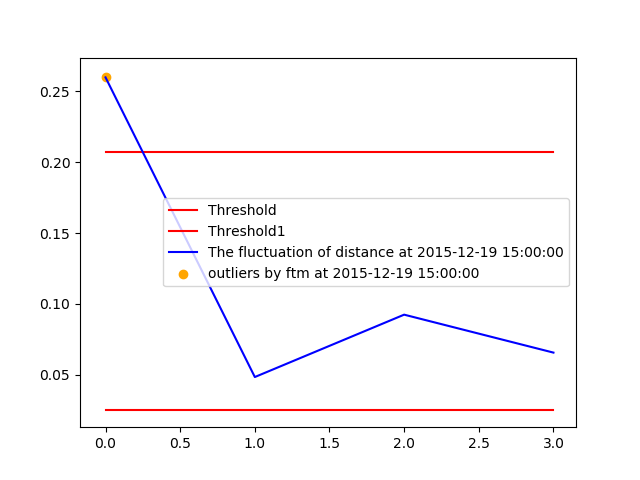 0.25
0.20
0.15
0.10
0.05
Threshold
Threshold1
The fluctuation of distance at 2015-12-19 15:00:00
outliers by ftm at 2015-12-19 15:00:00
0.0 0.5 1.0 1.5 2.0 2.5 3.0